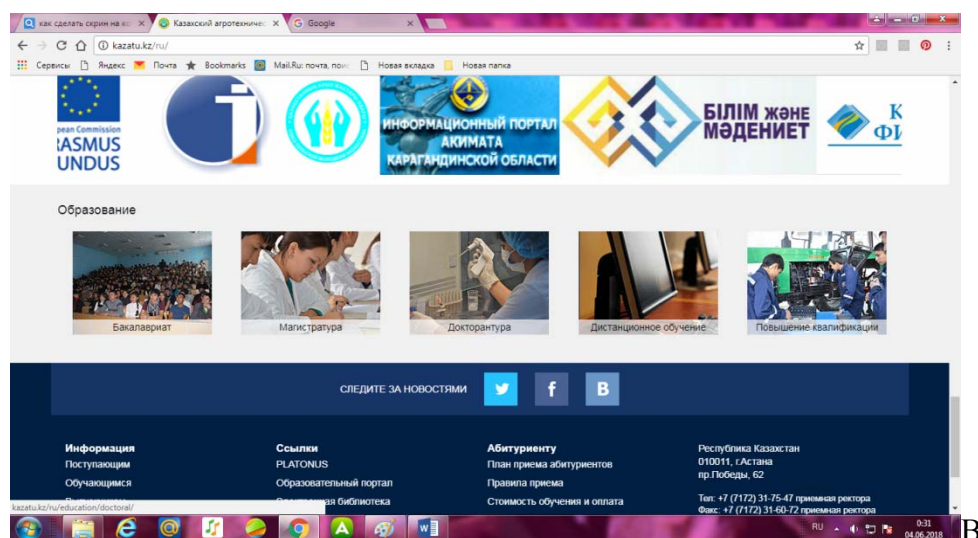 как сделать скрин на
Казахский агротехничес
Google
kazatu.kz/ru/
Сервисы Яндекс Почта Bookmarks Mail.Ru: почта, пои Новая вкладка Новая папка
pean Commission
RASMUS
UNDUS
ИНФОРМАЦИОННЫЙ ПОРТАЛ
АКИМАТА
КАРАГАНДИНСКОЙ ОБЛАСТИ
БІЛІМ ЖӘНЕ
МӘДЕНИЕТ
К
ФИ
Образование
Бакалавриат Магистратура Докторантура Дистанционное обучение Повышение квалификации
СЛЕДИТЕ ЗА НОВОСТЯМИ
f
B
Информация
Поступающим
Обучающимся
Ссылки
PLATONUS
Образовательный портал
Электронная библиотека
Абитуриенту
План приема абитуриентов
Правила приема
Стоимость обучения и оплата
Республика Казахстан
010011, г.Астана
пр.Победы, 62
Тел: +7 (7172) 31-75-47 приемная ректора
Факс: +7 (7172) 31-60-72 приемная ректора
kazatu.kz/ru/education/doctoral/
RU
0:31
04.06.2018
В